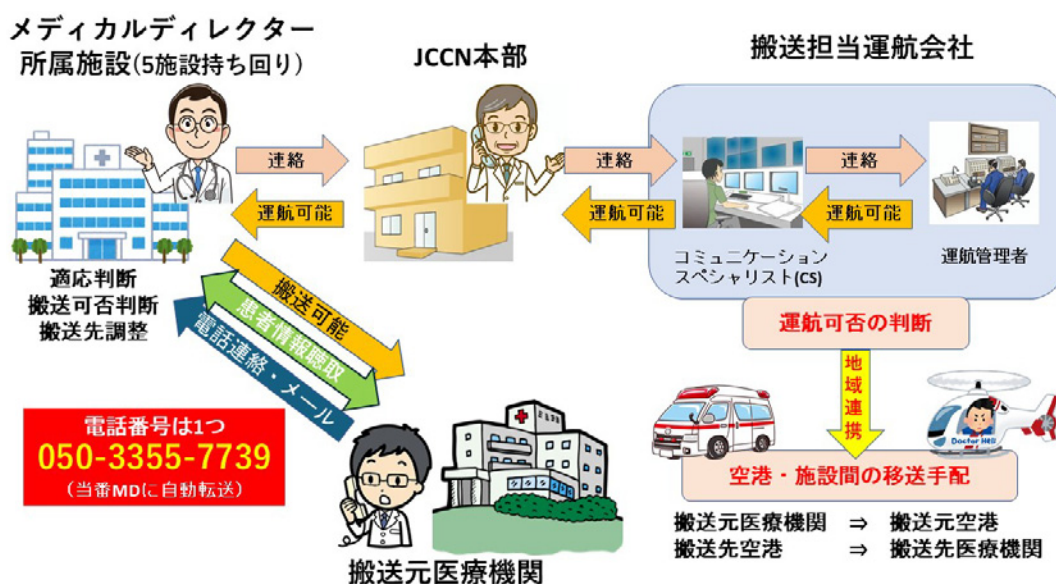 メディカルディレクター
所属施設(5施設持ち回り)
JCCN本部
搬送担当運航会社
連絡
連絡
連絡
運航可能
運航可能
運航可能
コミュニケーション
スペシャリスト(CS)
運航管理者
適応判断
搬送可否判断
搬送先調整
搬送可能
患者情報聴取
電話連絡・メール
運航可否の判断
地域連携
電話番号は1つ
050-3355-7739
(当番MDに自動転送)
Doctor Heli
空港・施設間の移送手配
搬送元医療機関 ⇒ 搬送元空港
搬送先空港 ⇒ 搬送先医療機関
搬送元医療機関